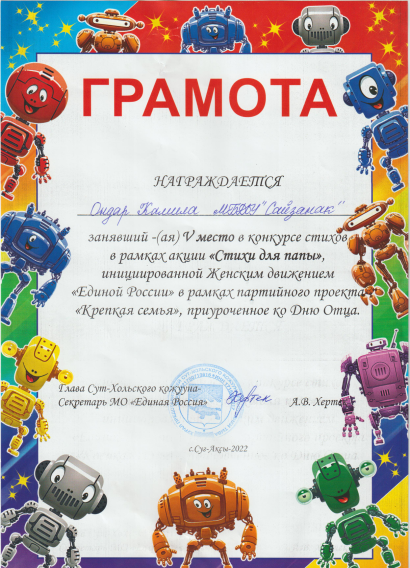 ГРАМОТА
НАГРАЖДАЕТСЯ
Ондар Камила МБДОУ "Сайзанак"
занявший -(ая) V место в конкурсе стихов
в рамках акции «Стихи для папы»,
инициированной Женским движением
«Единой России» в рамках партийного проекта
«Крепкая семья», приуроченное ко Дню Отца.
Глава Сут-Хольского кожууна-
Секретарь МО «Единая Россия»
А.В. Хертек
с.Суг-Аксы-2022